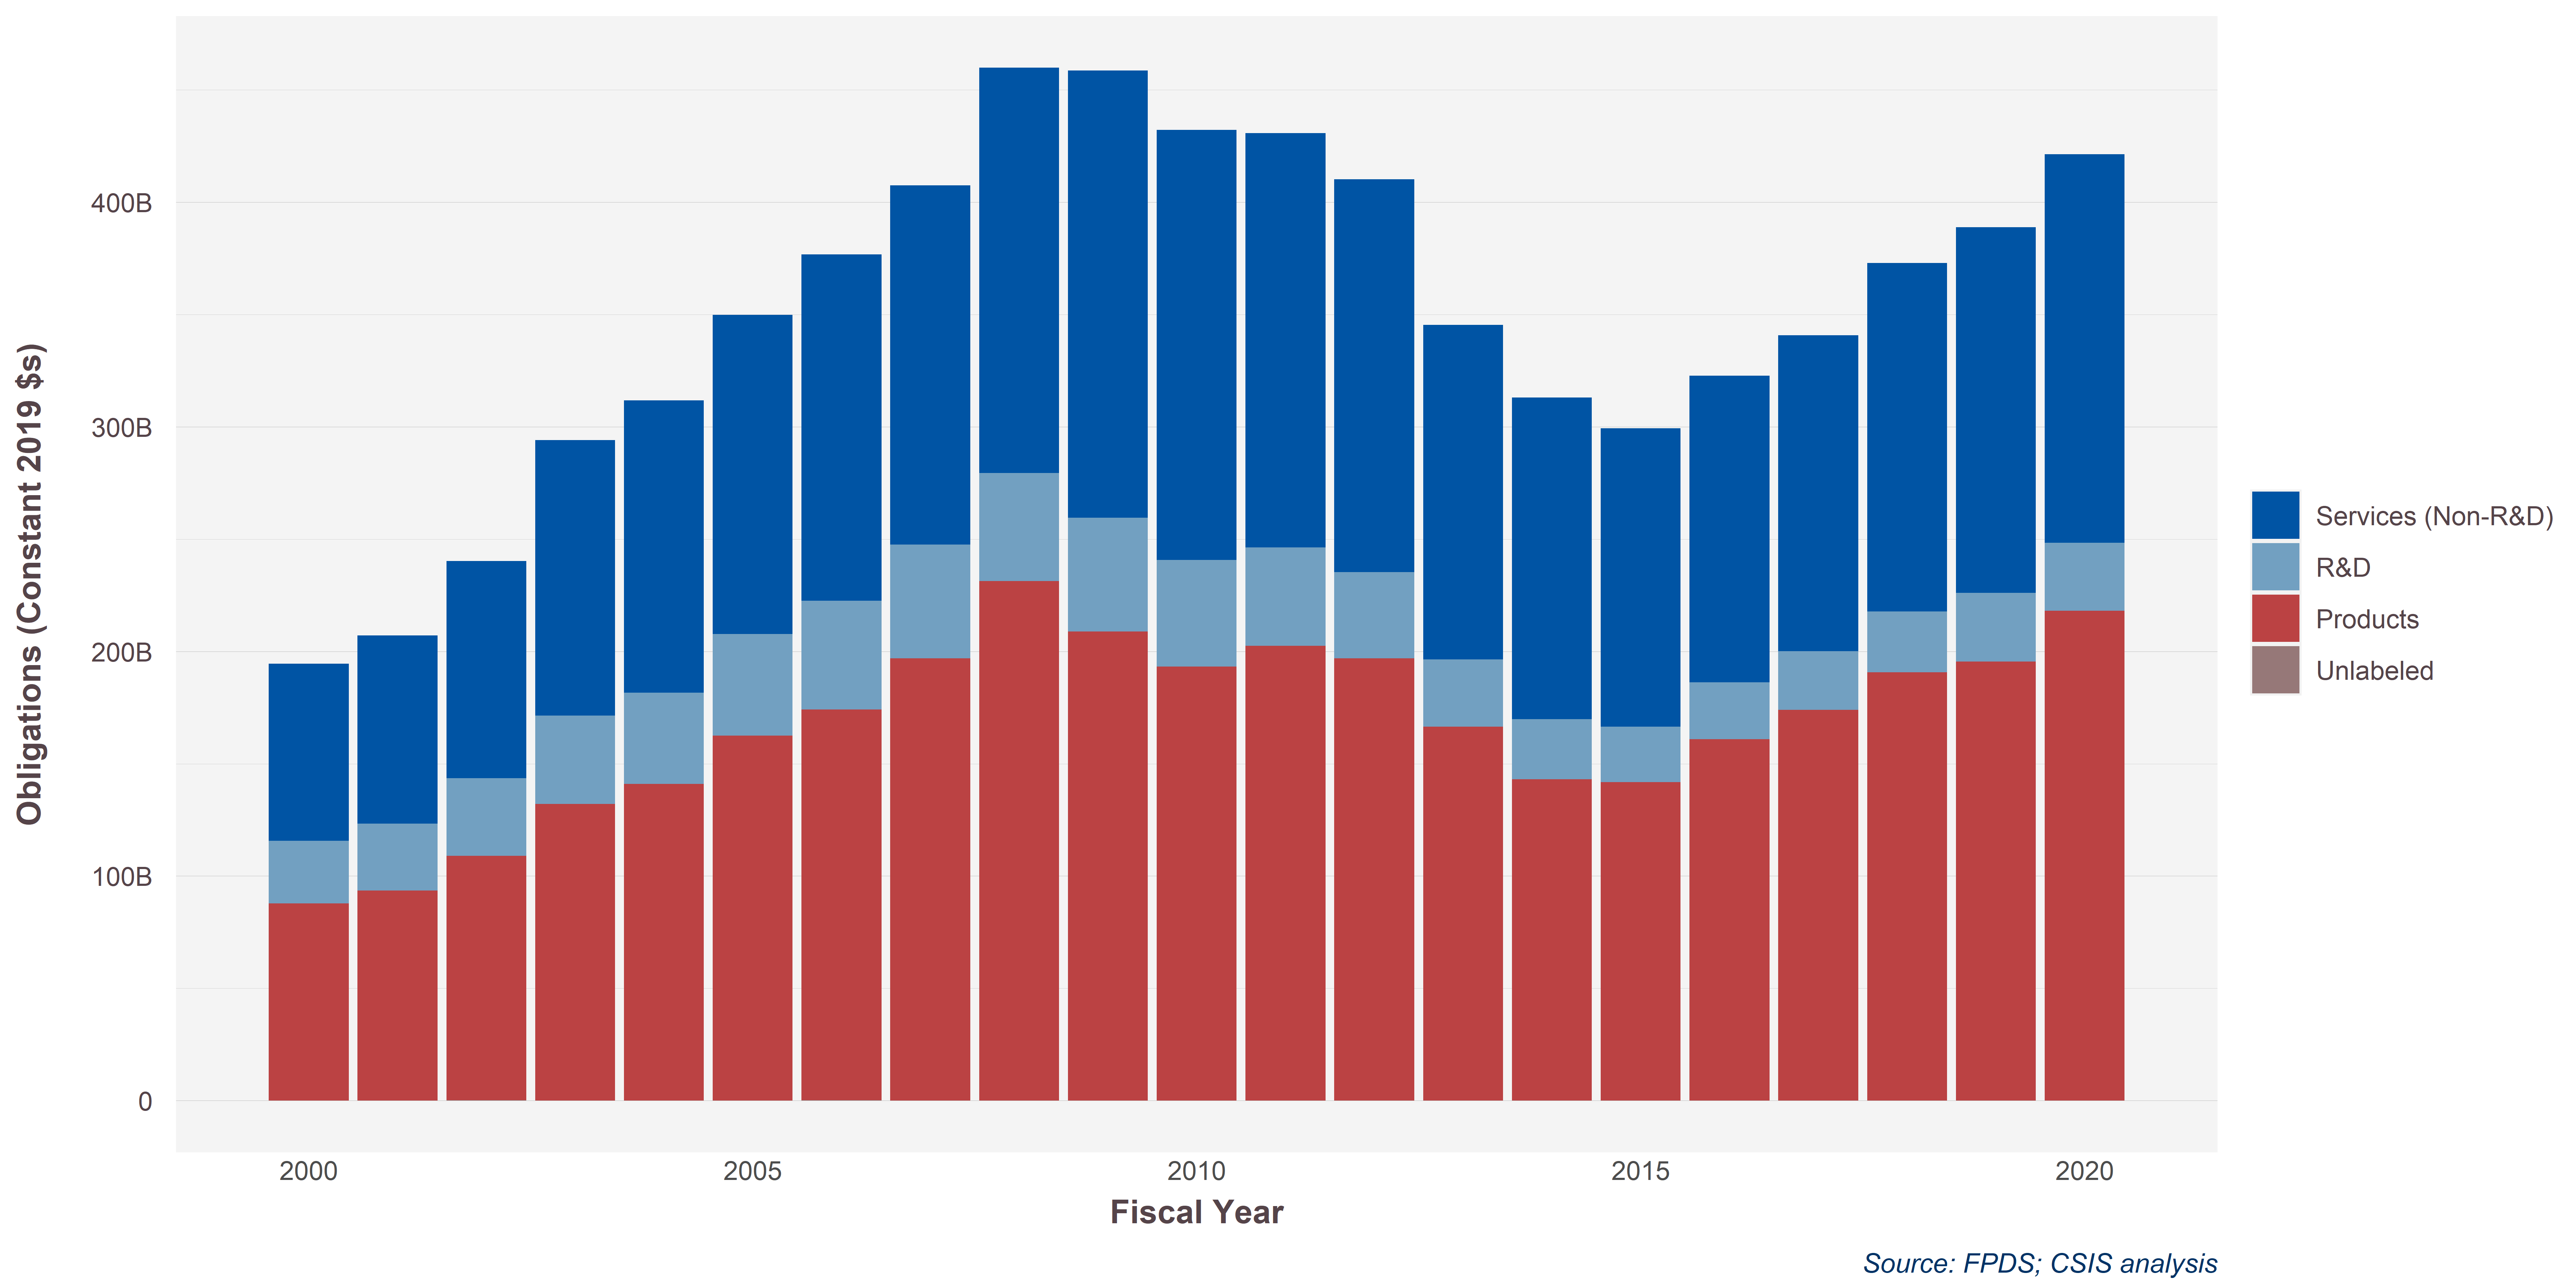 Obligations (Constant 2019 $s)
400B
300B
200B
100B
0
2000
2005
2010
2015
2020
Fiscal Year
Services (Non-R&D)
R&D
Products
Unlabeled
Source: FPDS; CSIS analysis